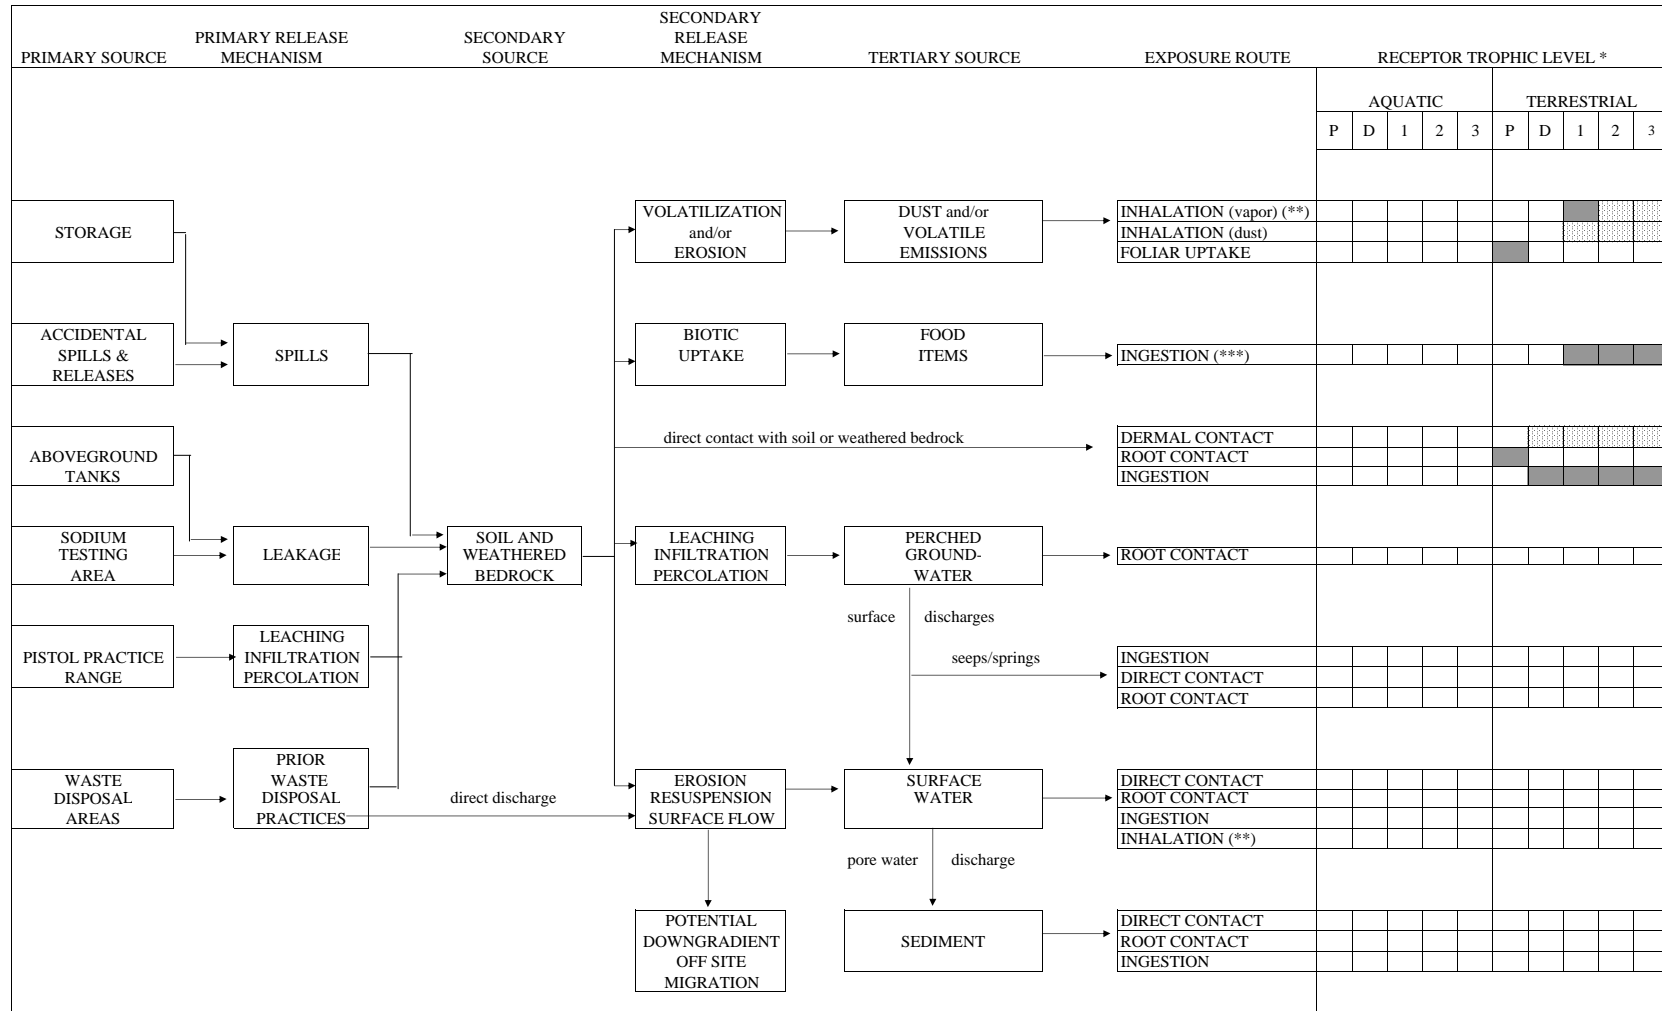 PRIMARY SOURCE
PRIMARY RELEASE
MECHANISM
SECONDARY
SOURCE
SECONDARY
RELEASE
MECHANISM
TERTIARY SOURCE
EXPOSURE ROUTE
RECEPTOR TROPHIC LEVEL *
AQUATIC
TERRESTRIAL
P D 1 2 3 P D 1 2 3
STORAGE
VOLATILIZATION
and/or
EROSION
DUST and/or
VOLATILE
EMISSIONS
INHALATION (vapor) (**)
INHALATION (dust)
FOLIAR UPTAKE
ACCIDENTAL
SPILLS &
RELEASES
SPILLS
BIOTIC
UPTAKE
FOOD
ITEMS
INGESTION (***)
ABOVEGROUND
TANKS
direct contact with soil or weathered bedrock
DERMAL CONTACT
ROOT CONTACT
INGESTION
SODIUM
TESTING
AREA
LEAKAGE
SOIL AND
WEATHERED
BEDROCK
LEACHING
INFILTRATION
PERCOLATION
PERCHED
GROUND-
WATER
ROOT CONTACT
surface discharges
PISTOL PRACTICE
RANGE
LEACHING
INFILTRATION
PERCOLATION
seeps/springs
INGESTION
DIRECT CONTACT
ROOT CONTACT
WASTE
DISPOSAL
AREAS
PRIOR
WASTE
DISPOSAL
PRACTICES
direct discharge
EROSION
RESUSPENSION
SURFACE FLOW
SURFACE
WATER
DIRECT CONTACT
ROOT CONTACT
INGESTION
INHALATION (**)
pore water discharge
POTENTIAL
DOWNGRADIENT
OFF SITE
MIGRATION
SEDIMENT
DIRECT CONTACT
ROOT CONTACT
INGESTION